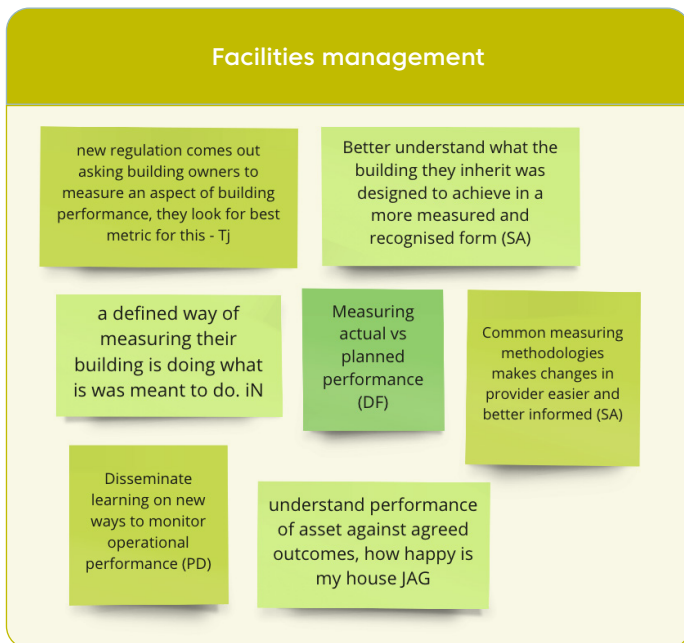 Facilities management
new regulation comes out
asking building owners to
measure an aspect of building
performance, they look for best
metric for this - Tj
Better understand what the
building they inherit was
designed to achieve in a
more measured and
recognised form (SA)
a defined way of
measuring their
building is doing what
is was meant to do. iN
Measuring
actual vs
planned
performance
(DF)
Common measuring
methodologies
makes changes in
provider easier and
better informed (SA)
Disseminate
learning on new
ways to monitor
operational
performance (PD)
understand performance
of asset against agreed
outcomes, how happy is
my house JAG